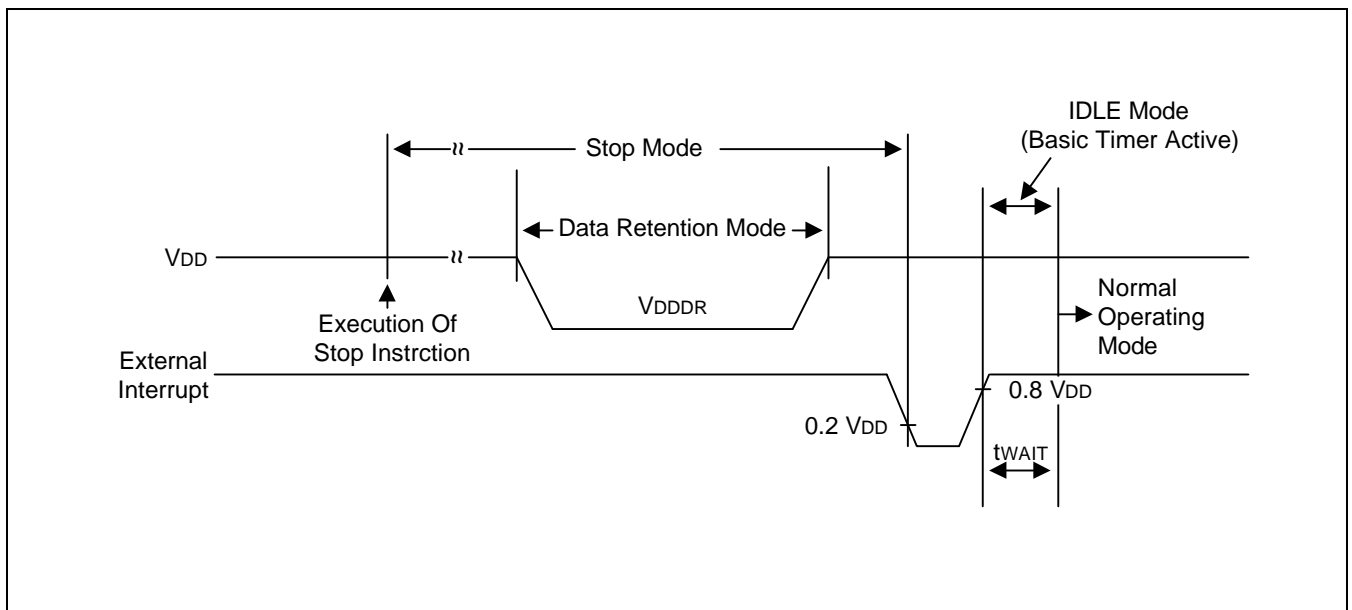 IDLE Mode
(Basic Timer Active)
Stop Mode
Data Retention Mode
VDD
VDDDR
Execution Of
Stop Instrction
Normal
Operating
Mode
External
Interrupt
0.8 VDD
0.2 VDD
tWAIT